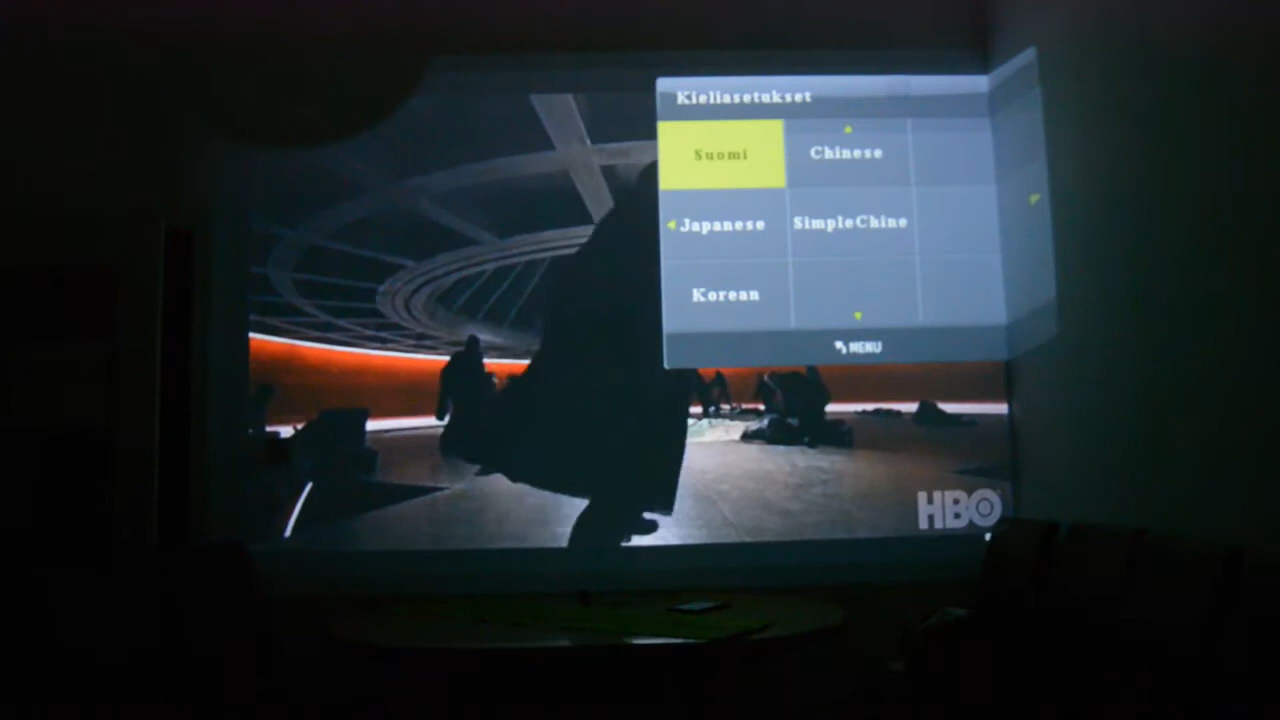 Kieliasetukset
Suomi
Chinese
Japanese
SimpleChine
Korean
MENU
HBO